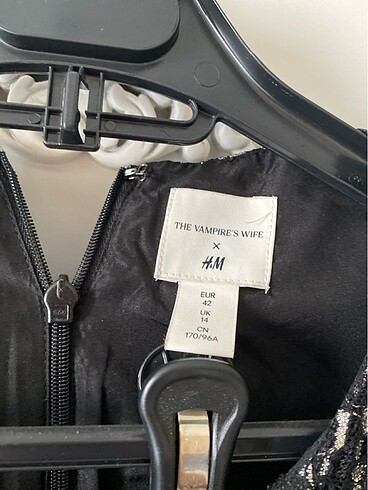 THE VAMPIRE'S WIFE
×
H&M
EUR
42
UK
14
CN
170/96A